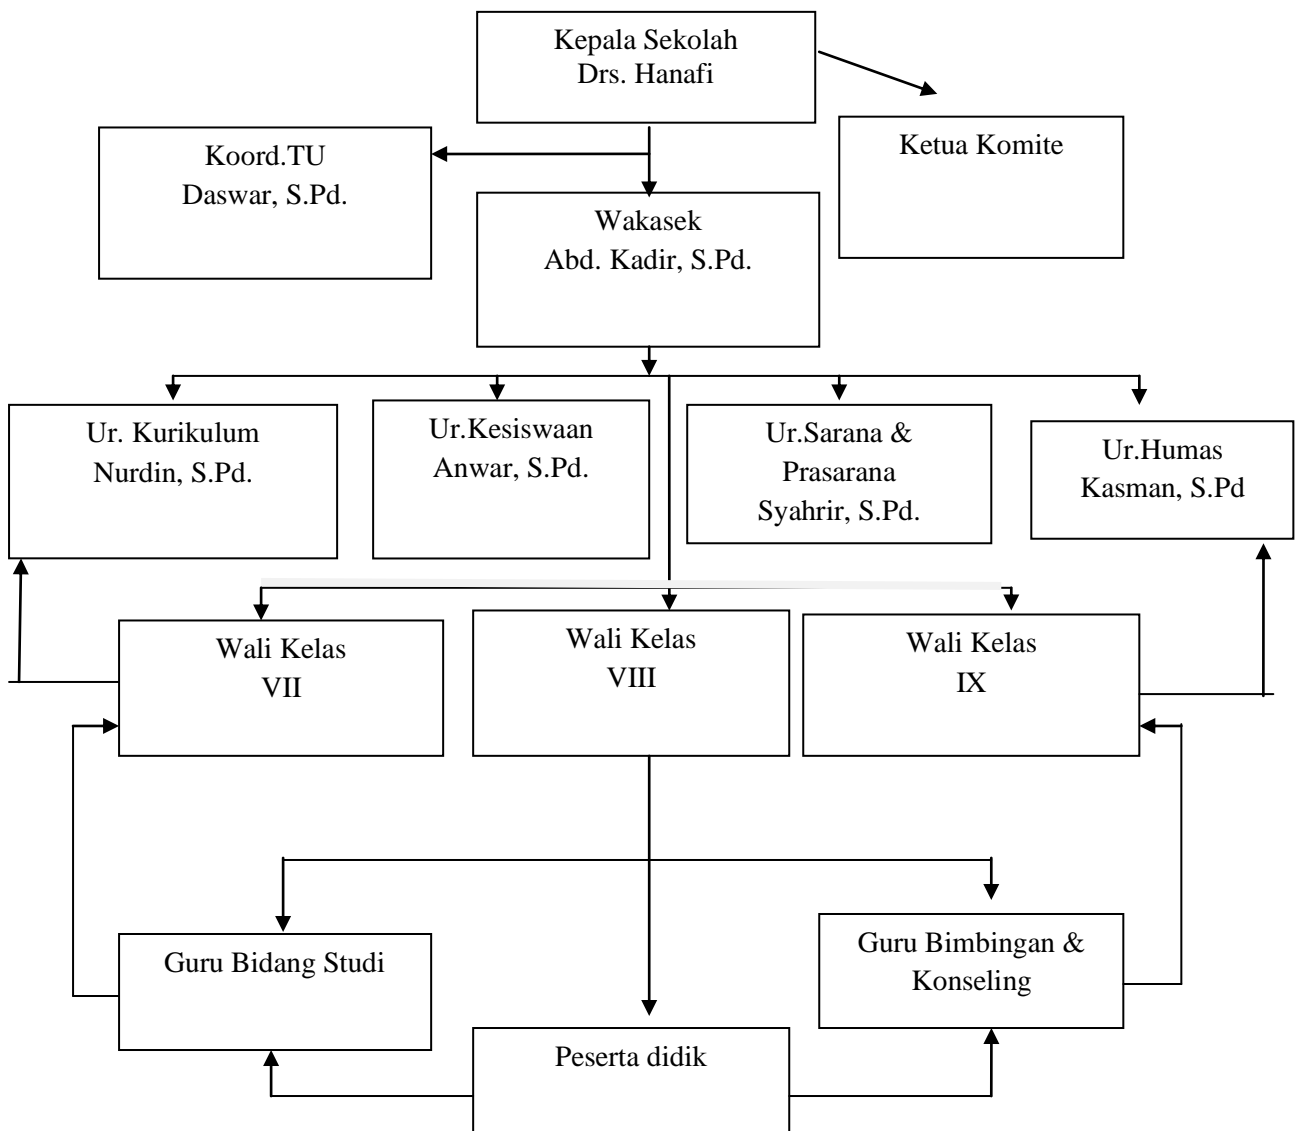 Kepala Sekolah
Drs. Hanafi
Ketua Komite
Koord.TU
Daswar, S.Pd.
Wakasek
Abd. Kadir, S.Pd.
Ur. Kurikulum
Nurdin, S.Pd.
Ur.Kesiswaan
Anwar, S.Pd.
Ur.Sarana &
Prasarana
Syahrir, S.Pd.
Ur.Humas
Kasman, S.Pd
Wali Kelas
VII
Wali Kelas
VIII
Wali Kelas
IX
Guru Bidang Studi
Guru Bimbingan &
Konseling
Peserta didik